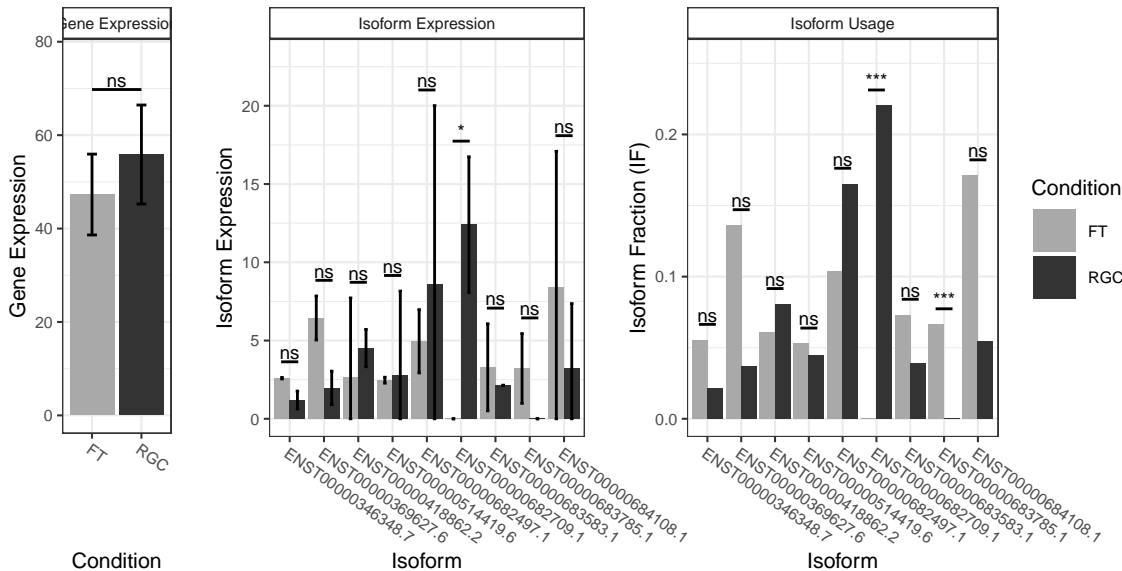 Gene Expression
Isoform Expression
Isoform Usage
Gene Expression
80
60
40
20
0
ns
FT
RGC
Condition
Isoform Expression
20
15
10
5
0
ns
ns
ns
ns
ns
*
ns
ns
ns
ENST00000346348.7
ENST00000369627.6
ENST00000418862.2
ENST00000514419.6
ENST00000682497.1
ENST00000682709.1
ENST00000683583.1
ENST00000683785.1
ENST00000684108.1
Isoform
Isoform Fraction (IF)
0.2
0.1
0.0
ns
ns
ns
ns
ns
***
ns
***
ns
ENST00000346348.7
ENST00000369627.6
ENST00000418862.2
ENST00000514419.6
ENST00000682497.1
ENST00000682709.1
ENST00000683583.1
ENST00000683785.1
ENST00000684108.1
Isoform
Condition
FT
RGC